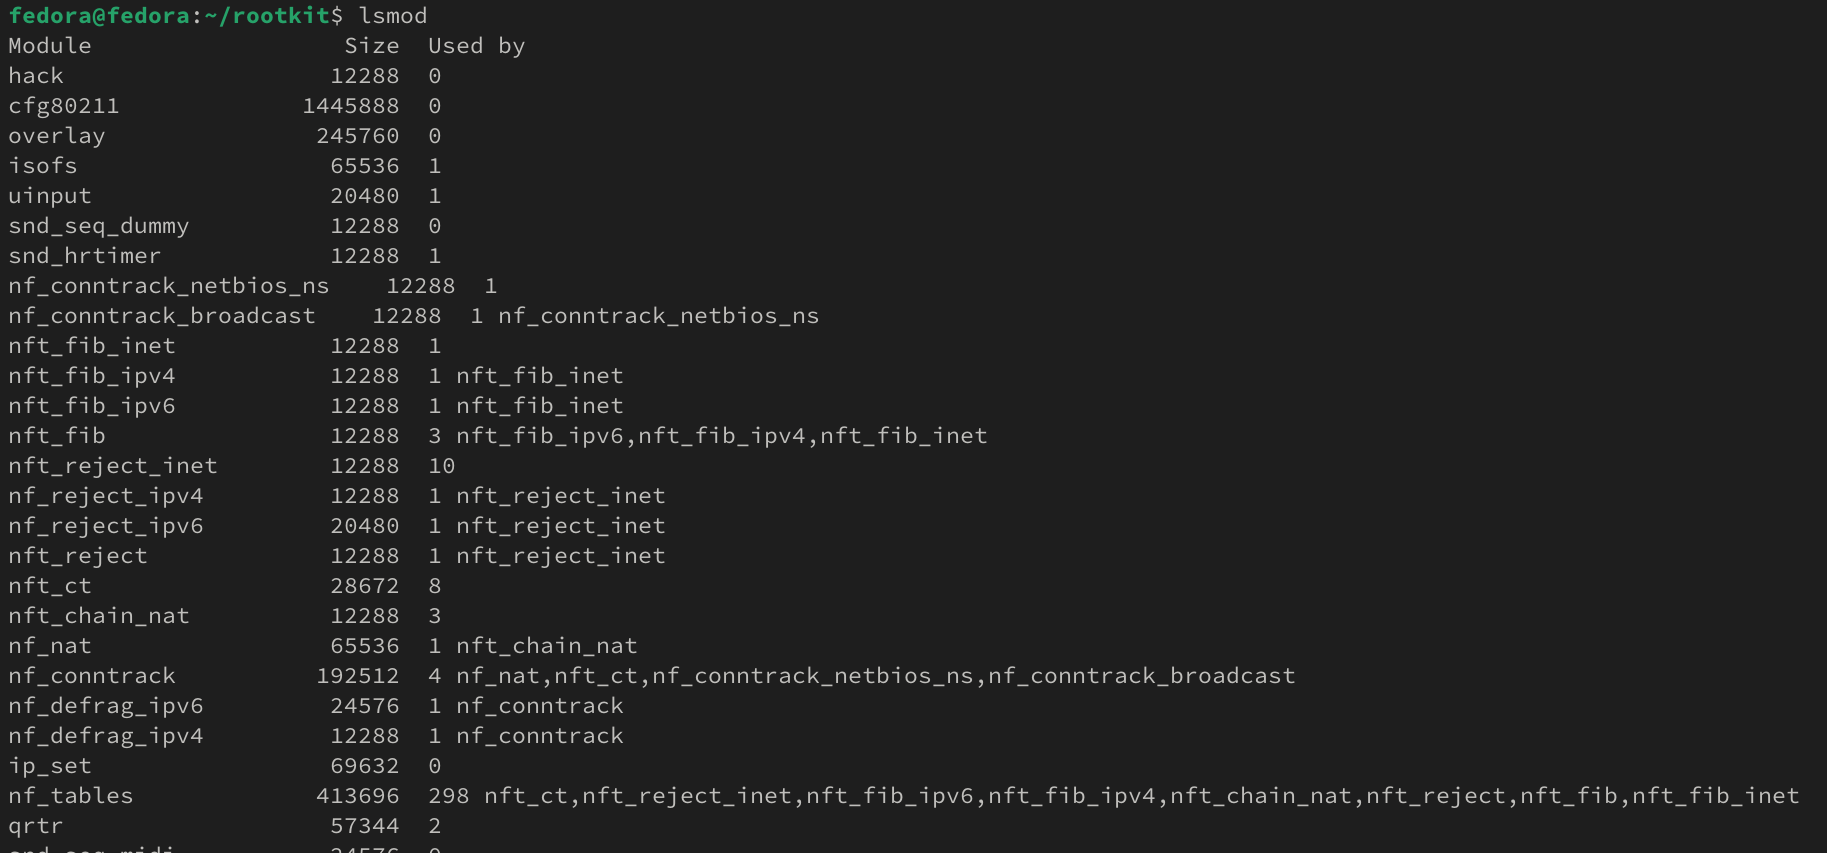 fedora@fedora:~/rootkit$ lsmod
Module                  Size  Used by
hack                   12288  0
cfg80211             1445888  0
overlay               245760  0
isofs                  65536  1
uinput                 20480  1
snd_seq_dummy          12288  0
snd_hrtimer            12288  1
nf_conntrack_netbios_ns    12288  1
nf_conntrack_broadcast    12288  1 nf_conntrack_netbios_ns
nft_fib_inet           12288  1
nft_fib_ipv4           12288  1 nft_fib_inet
nft_fib_ipv6           12288  1 nft_fib_inet
nft_fib                12288  3 nft_fib_ipv6,nft_fib_ipv4,nft_fib_inet
nft_reject_inet        12288  10
nf_reject_ipv4         12288  1 nft_reject_inet
nf_reject_ipv6         20480  1 nft_reject_inet
nft_reject             12288  1 nft_reject_inet
nft_ct                 28672  8
nft_chain_nat          12288  3
nf_nat                 65536  1 nft_chain_nat
nf_conntrack          192512  4 nf_nat,nft_ct,nf_conntrack_netbios_ns,nf_conntrack_broadcast
nf_defrag_ipv6         24576  1 nf_conntrack
nf_defrag_ipv4         12288  1 nf_conntrack
ip_set                 69632  0
nf_tables             413696  298 nft_ct,nft_reject_inet,nft_fib_ipv6,nft_fib_ipv4,nft_chain_nat,nft_reject,nft_fib,nft_fib_inet
qrtr                   57344  2